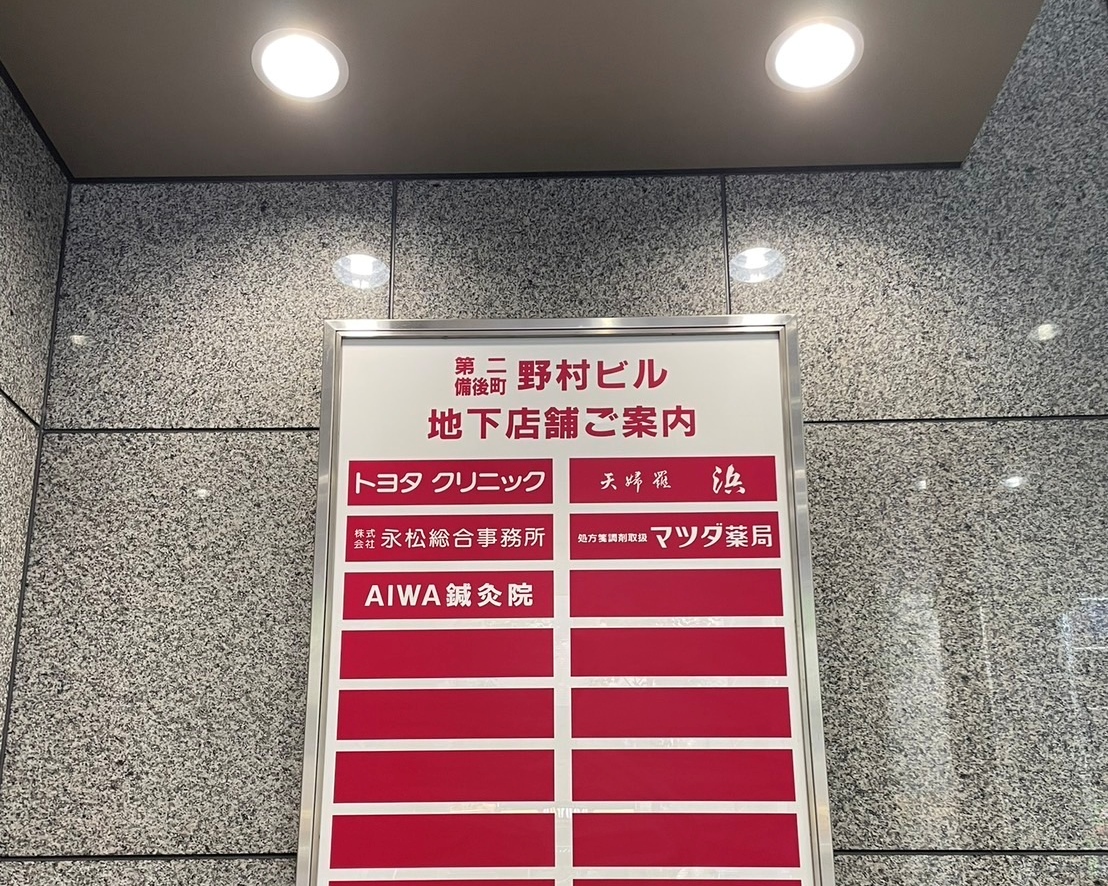 第二備後町 野村ビル
地下店舗ご案内
トヨタ クリニック
天婦羅 浜
株式会社 永松総合事務所
処方箋調剤取扱 マツダ薬局
AIWA鍼灸院